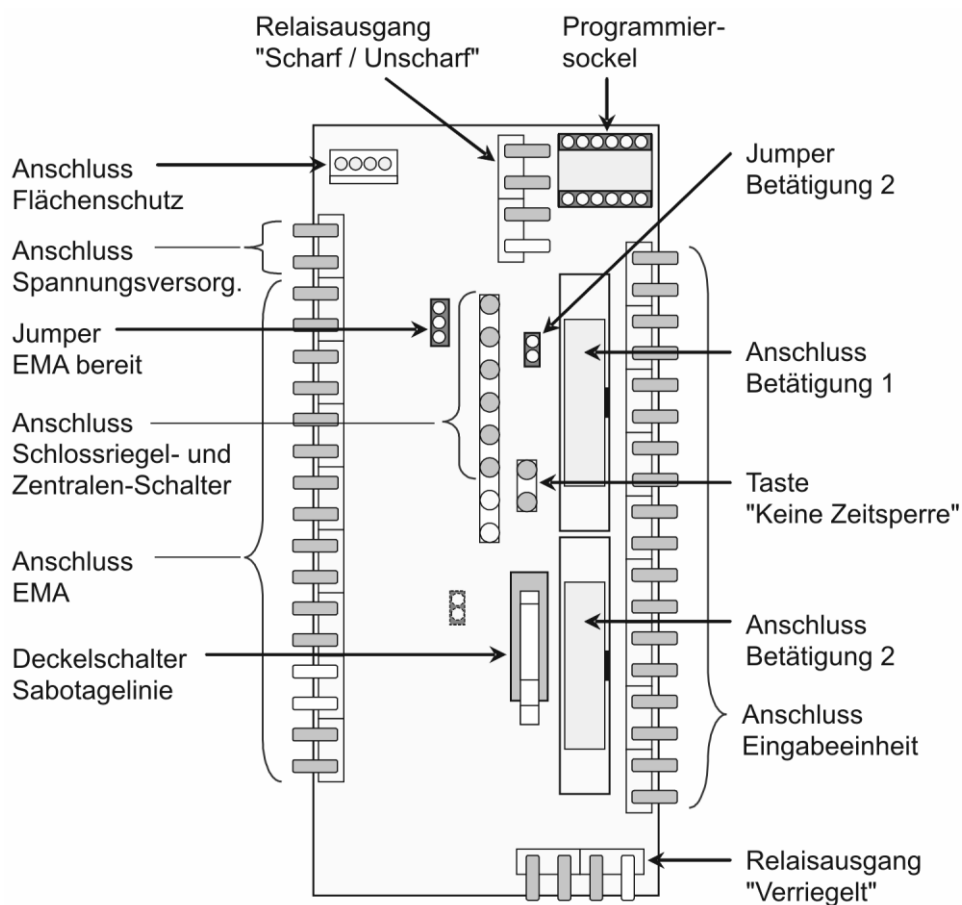 Relaisausgang
"Scharf / Unscharf"
Programmier-
sockel
Anschluss
Flächenschutz
Jumper
Betätigung 2
Anschluss
Spannungsversorg.
Jumper
EMA bereit
Anschluss
Betätigung 1
Anschluss
Schlossriegel- und
Zentralen-Schalter
Taste
"Keine Zeitsperre"
Anschluss
EMA
Anschluss
Betätigung 2
Deckelschalter
Sabotagelinie
Anschluss
Eingabeeinheit
Relaisausgang
"Verriegelt"